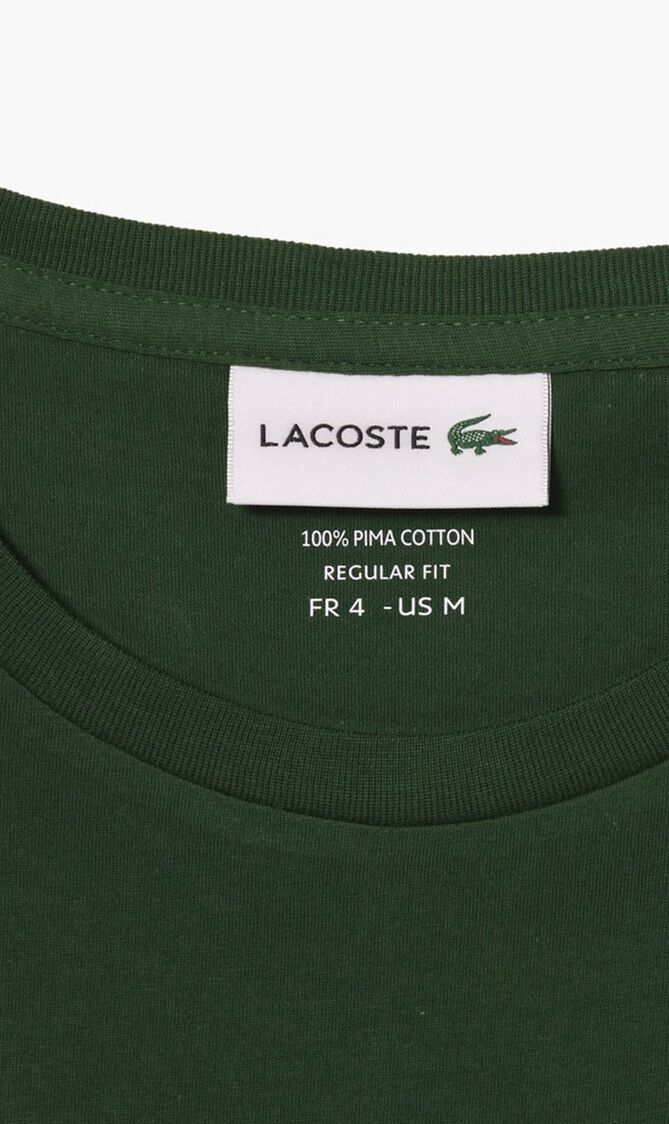 LACOSTE
100% PIMA COTTON
REGULAR FIT
FR 4 - US M